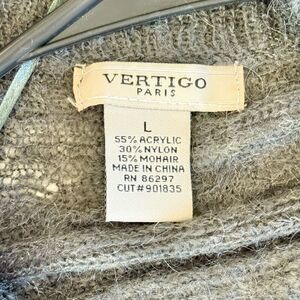 VERTIGO
PARIS
L
55% ACRYLIC
30% NYLON
15% MOHAIR
MADE IN CHINA
RN 86297
CUT#901835